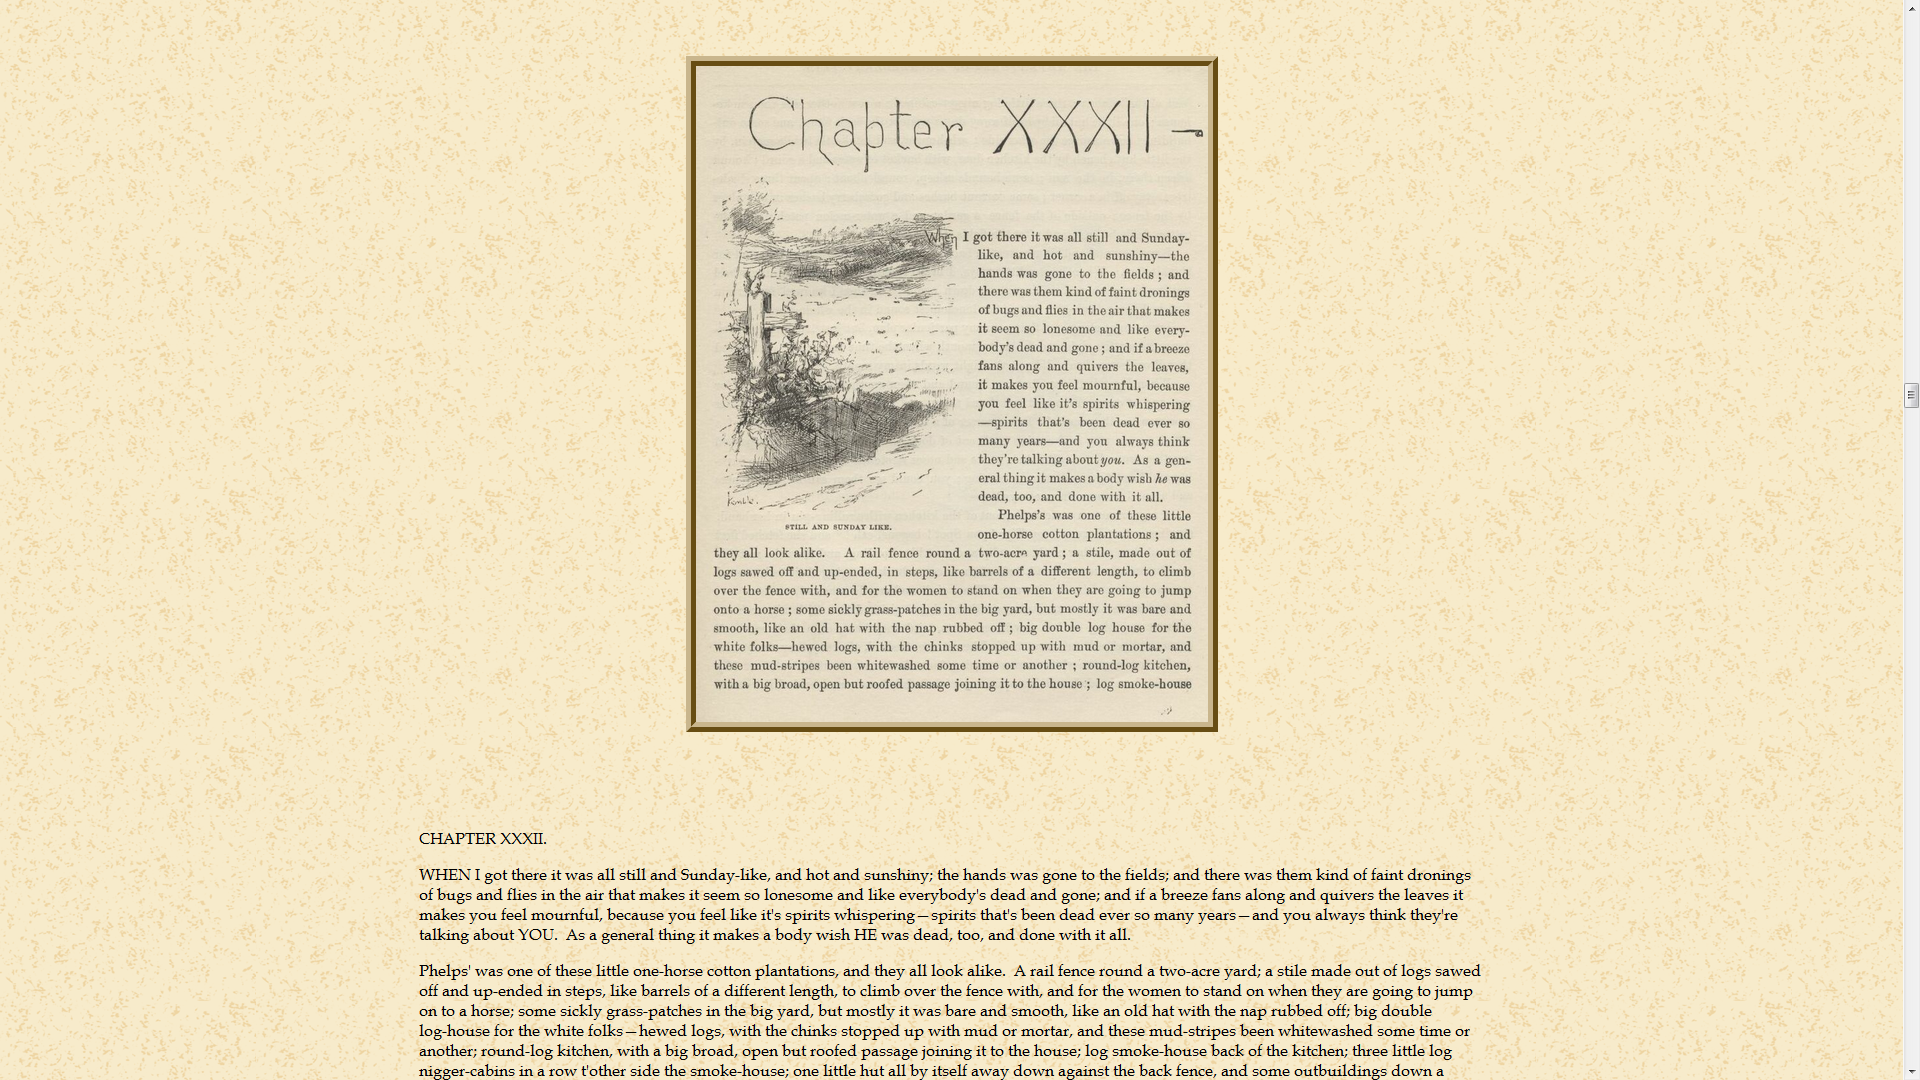 Chapter XXXII
When I got there it was all still and Sunday-
like, and hot and sunshiny—the
hands was gone to the fields ; and
there was them kind of faint dronings
of bugs and flies in the air that makes
it seem so lonesome and like every-
body's dead and gone ; and if a breeze
fans along and quivers the leaves,
it makes you feel mournful, because
you feel like it's spirits whispering
—spirits that's been dead ever so
many years—and you always think
they're talking about you. As a gen-
eral thing it makes a body wish he was
dead, too, and done with it all.
Kemble.
STILL AND SUNDAY LIKE.
Phelps's was one of these little
one-horse cotton plantations ; and
they all look alike. A rail fence round a two-acre yard ; a stile, made out of
logs sawed off and up-ended, in steps, like barrels of a different length, to climb
over the fence with, and for the women to stand on when they are going to jump
onto a horse ; some sickly grass-patches in the big yard, but mostly it was bare and
smooth, like an old hat with the nap rubbed off ; big double log house for the
white folks—hewed logs, with the chinks stopped up with mud or mortar, and
these mud-stripes been whitewashed some time or another ; round-log kitchen,
with a big broad, open but roofed passage joining it to the house ; log smoke-house
CHAPTER XXXII.
WHEN I got there it was all still and Sunday-like, and hot and sunshiny; the hands was gone to the fields; and there was them kind of faint dronings
of bugs and flies in the air that makes it seem so lonesome and like everybody's dead and gone; and if a breeze fans along and quivers the leaves it
makes you feel mournful, because you feel like it's spirits whispering—spirits that's been dead ever so many years—and you always think they're
talking about YOU.  As a general thing it makes a body wish HE was dead, too, and done with it all.
Phelps' was one of these little one-horse cotton plantations, and they all look alike.  A rail fence round a two-acre yard; a stile made out of logs sawed
off and up-ended in steps, like barrels of a different length, to climb over the fence with, and for the women to stand on when they are going to jump
on to a horse; some sickly grass-patches in the big yard, but mostly it was bare and smooth, like an old hat with the nap rubbed off; big double
log-house for the white folks—hewed logs, with the chinks stopped up with mud or mortar, and these mud-stripes been whitewashed some time or
another; round-log kitchen, with a big broad, open but roofed passage joining it to the house; log smoke-house back of the kitchen; three little log
nigger-cabins in a row t'other side the smoke-house; one little hut all by itself away down against the back fence, and some outbuildings down a